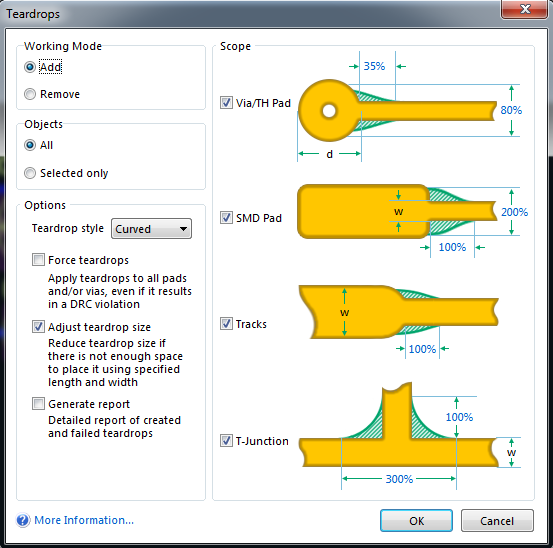 Teardrops
Working Mode
Add
Remove
Objects
All
Selected only
Options
Teardrop style
Curved
Force teardrops
Apply teardrops to all pads
and/or vias, even if it results
in a DRC violation
Adjust teardrop size
Reduce teardrop size if
there is not enough space
to place it using specified
length and width
Generate report
Detailed report of created
and failed teardrops
Scope
Via/TH Pad
35%
80%
d
SMD Pad
w
200%
100%
Tracks
w
100%
T-Junction
100%
w
300%
More Information...
OK
Cancel